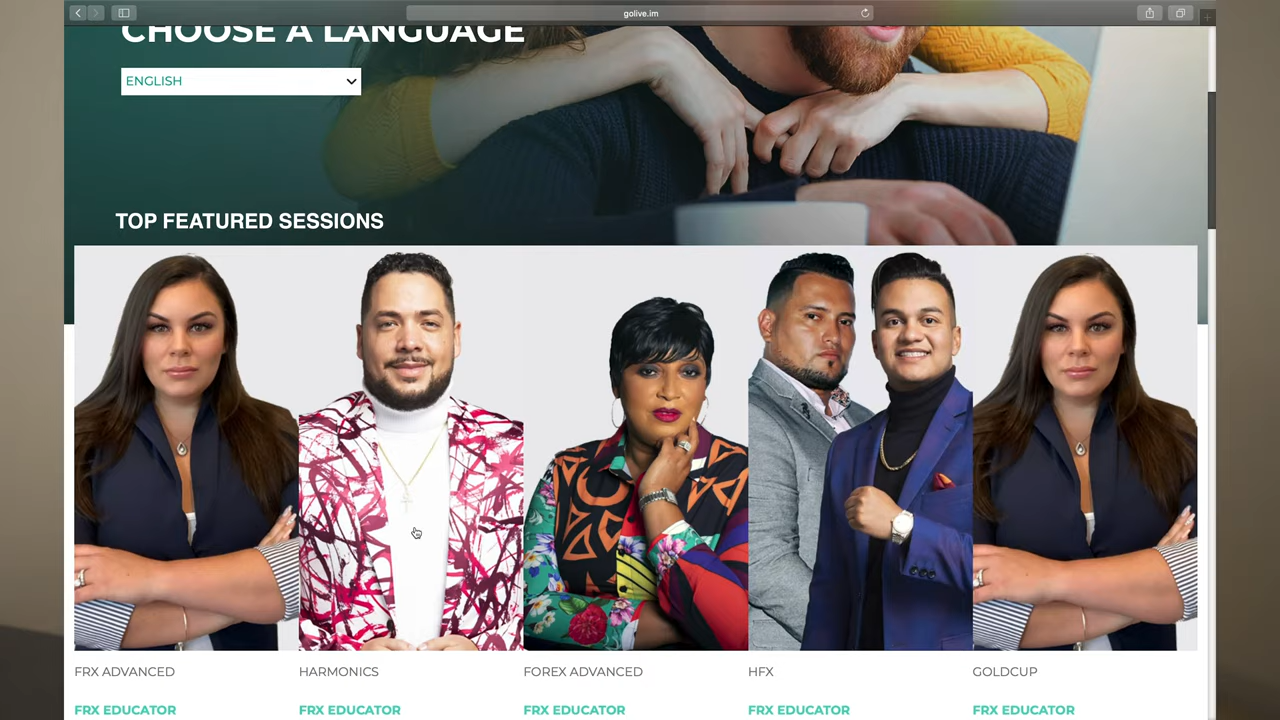 golive.im
CHOOSE A LANGUAGE
ENGLISH
TOP FEATURED SESSIONS
FRX ADVANCED
HARMONICS
FOREX ADVANCED
HFX
GOLDCUP
FRX EDUCATOR
FRX EDUCATOR
FRX EDUCATOR
FRX EDUCATOR
FRX EDUCATOR